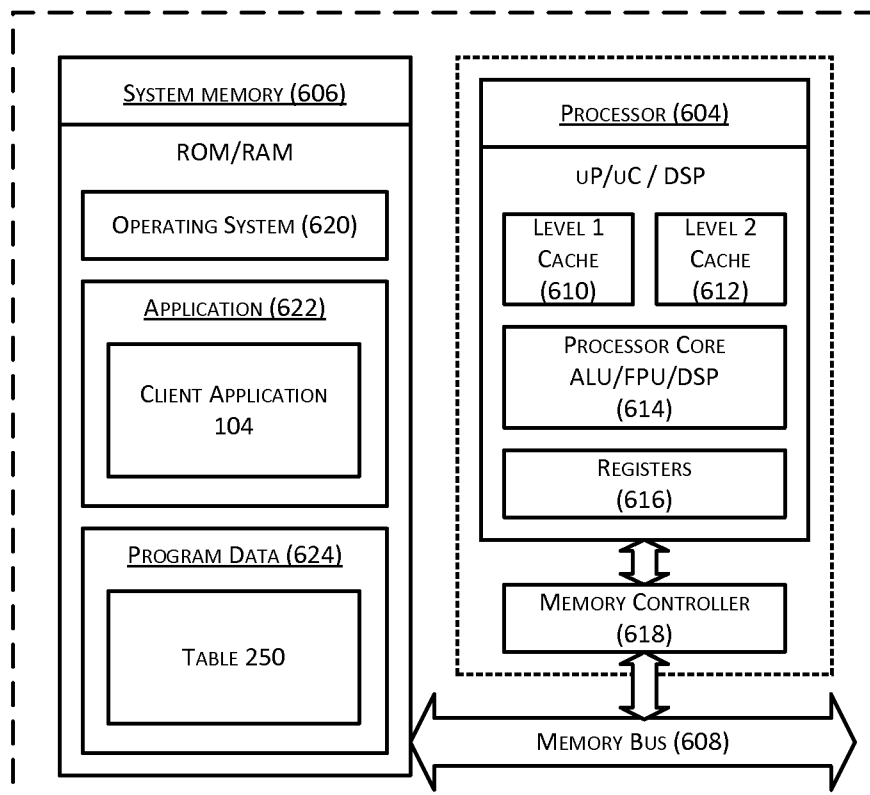 SYSTEM MEMORY (606)
ROM/RAM
OPERATING SYSTEM (620)
APPLICATION (622)
CLIENT APPLICATION
104
PROGRAM DATA (624)
TABLE 250
PROCESSOR (604)
UP/UC / DSP
LEVEL 1
CACHE
(610)
LEVEL 2
CACHE
(612)
PROCESSOR CORE
ALU/FPU/DSP
(614)
REGISTERS
(616)
MEMORY CONTROLLER
(618)
MEMORY BUS (608)